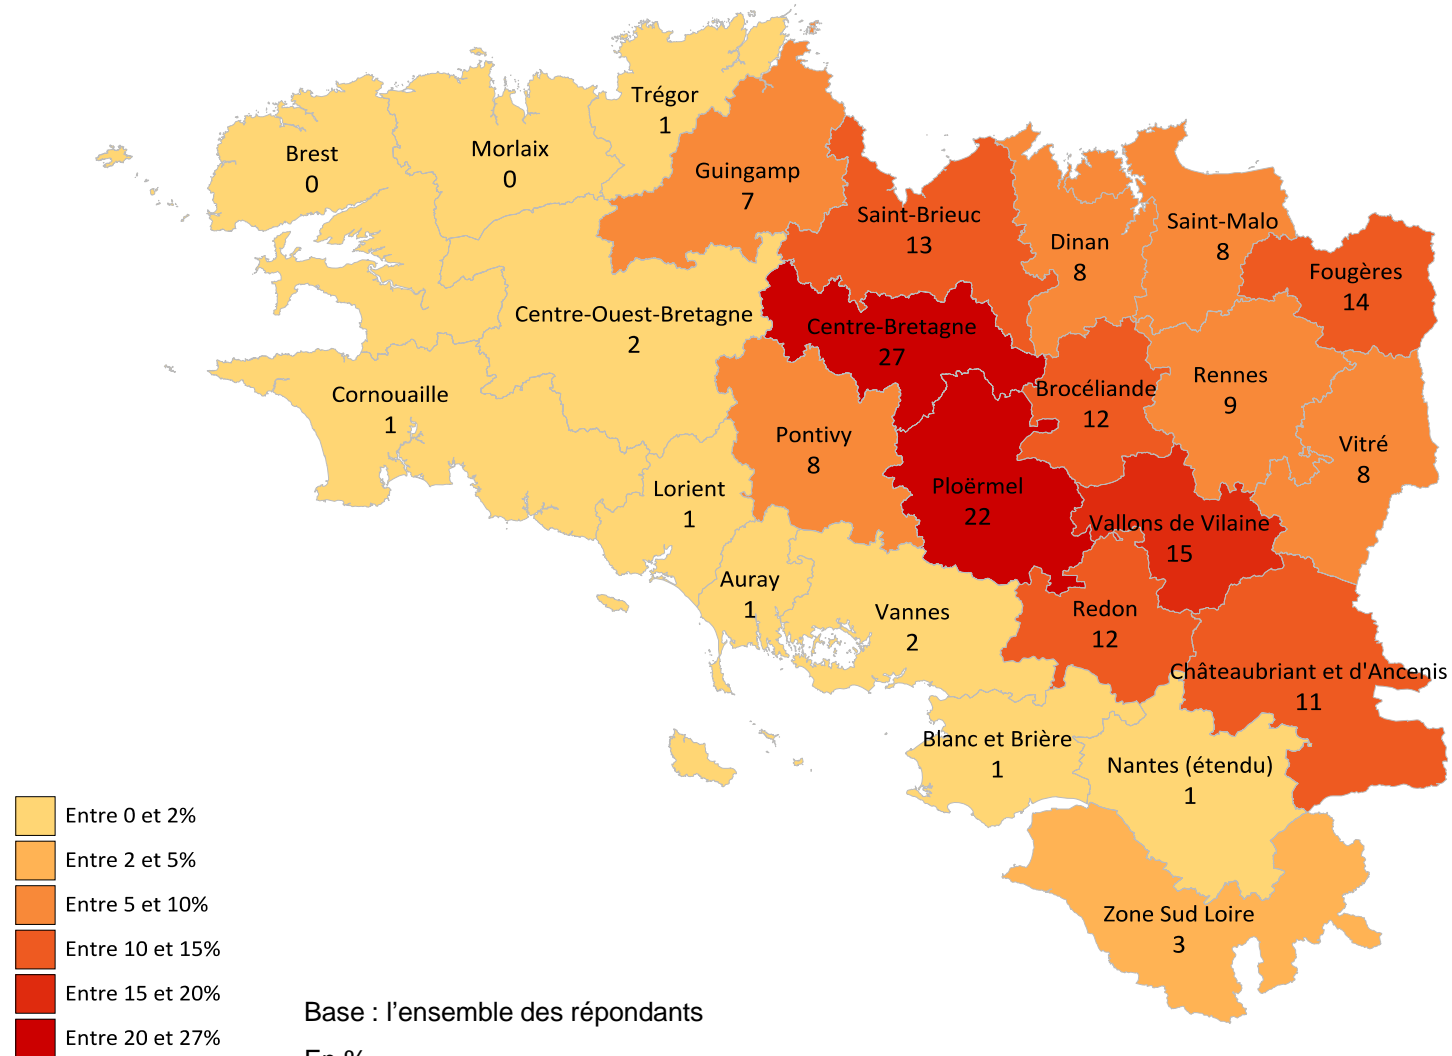 Trégor
1
Brest
0
Morlaix
0
Guingamp
7
Saint-Brieuc
13
Dinan
8
Saint-Malo
8
Fougères
14
Centre-Ouest-Bretagne
2
Centre-Bretagne
27
Brocéliande
12
Rennes
9
Cornouaille
1
Pontivy
8
Vitré
8
Lorient
1
Ploërmel
22
Vallons de Vilaine
15
Auray
1
Vannes
2
Redon
12
Châteaubriant et d'Ancenis
11
Blanc et Brière
1
Nantes (étendu)
1
Zone Sud Loire
3
Entre 0 et 2%
Entre 2 et 5%
Entre 5 et 10%
Entre 10 et 15%
Entre 15 et 20%
Entre 20 et 27%
Base : l’ensemble des répondants
En %